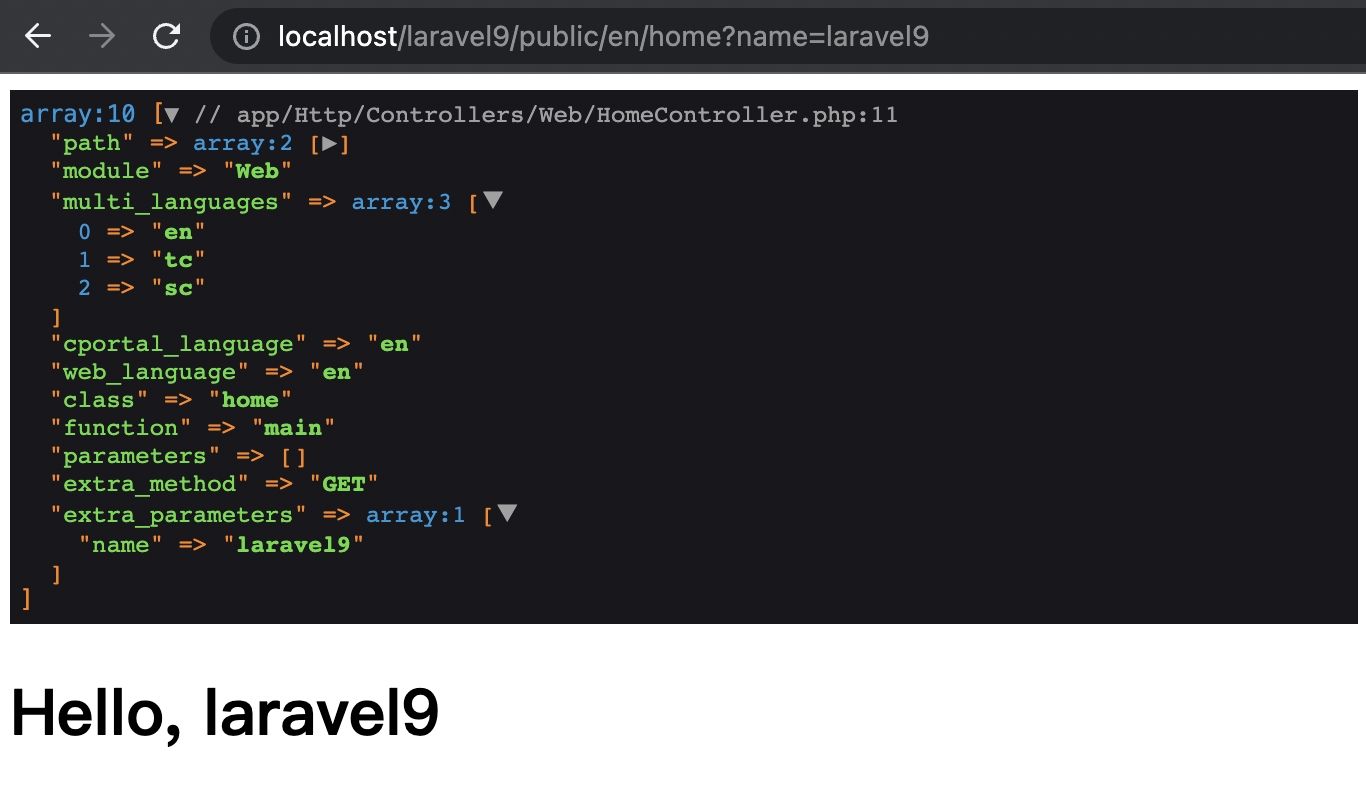 localhost/laravel9/public/en/home?name=laravel9
array:10 [▼ // app/Http/Controllers/Web/HomeController.php:11
"path" => array:2 [▶]
"module" => "Web"
"multi_languages" => array:3 [▼
0 => "en"
1 => "tc"
2 => "sc"
]
"cportal_language" => "en"
"web_language" => "en"
"class" => "home"
"function" => "main"
"parameters" => []
"extra_method" => "GET"
"extra_parameters" => array:1 [▼
"name" => "laravel9"
]
]
Hello, laravel9